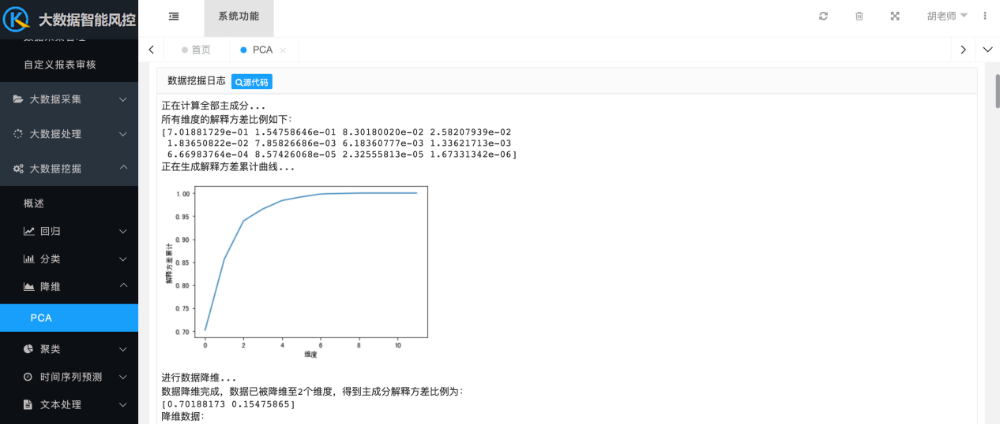 大数据智能风控
系统功能
胡老师
自定义报表审核
大数据采集
大数据处理
大数据挖掘
概述
回归
分类
降维
PCA
聚类
时间序列预测
文本处理
首页
PCA
数据挖掘日志
源代码
正在计算全部主成分...
所有维度的解释方差比例如下:
[7.01881729e-01 1.54758646e-01 8.30180020e-02 2.58207939e-02
1.83650822e-02 7.85826686e-03 6.18360777e-03 1.33621713e-03
6.66983764e-04 8.57426068e-05 2.32555813e-05 1.67331342e-06]
正在生成解释方差累计曲线...
1.00
0.95
0.90
0.85
0.80
0.75
0.70
解释方差累计
0 2 4 6 8 10
维度
进行数据降维...
数据降维完成，数据已被降维至2个维度，得到主成分解释方差比例为:
[0.70188173 0.15475865]
降维数据: